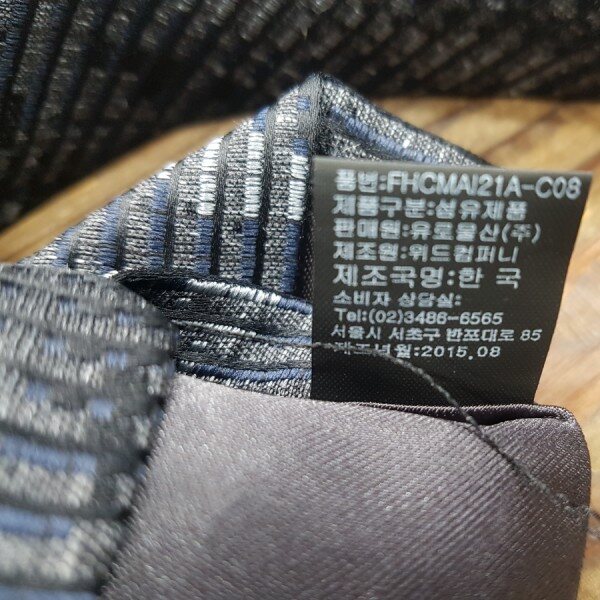 품번:FHCMAI21A-C08
제품구분:섬유제품
판매원:유로물산(주)
제조원:위드컴퍼니
제조국명:한 국
소비자 상담실:
Tel:(02)3486-6565
서울시 서초구 반포대로 85
제조년월:2015.08